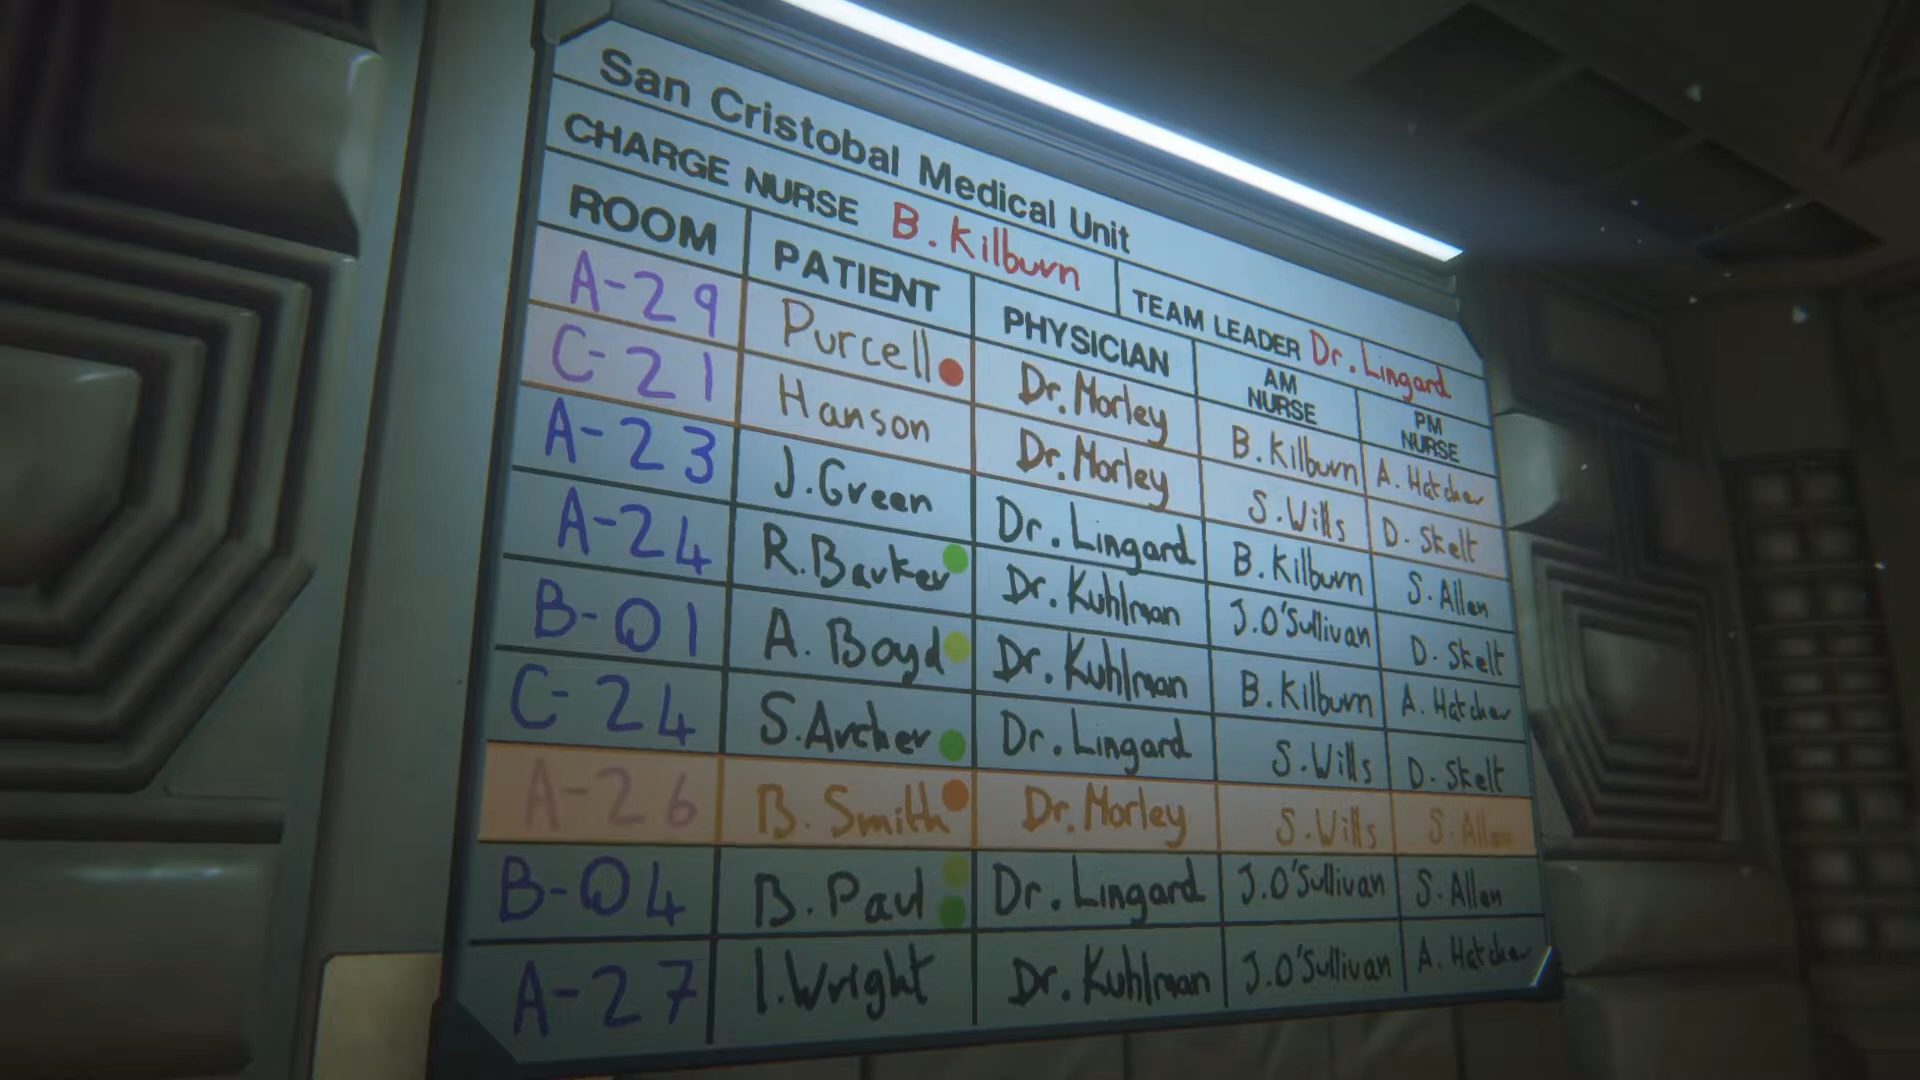 San Cristobal Medical Unit
CHARGE NURSE B. Kilburn TEAM LEADER Dr. Lingard
ROOM PATIENT PHYSICIAN AM NURSE PM NURSE
A-29 Purcell Dr. Morley B. Kilburn A. Hatcher
C-21 Hanson Dr. Morley S. Wills D. Skelt
A-23 J. Green Dr. Lingard B. Kilburn S. Allen
A-24 R. Barker Dr. Kuhlman J. O'Sullivan D. Skelt
B-01 A. Boyd Dr. Kuhlman B. Kilburn A. Hatcher
C-24 S. Archer Dr. Lingard S. Wills D. Skelt
A-26 B. Smith Dr. Morley S. Wills S. Allen
B-04 B. Paul Dr. Lingard J. O'Sullivan S. Allen
A-27 I. Wright Dr. Kuhlman J. O'Sullivan A. Hatcher